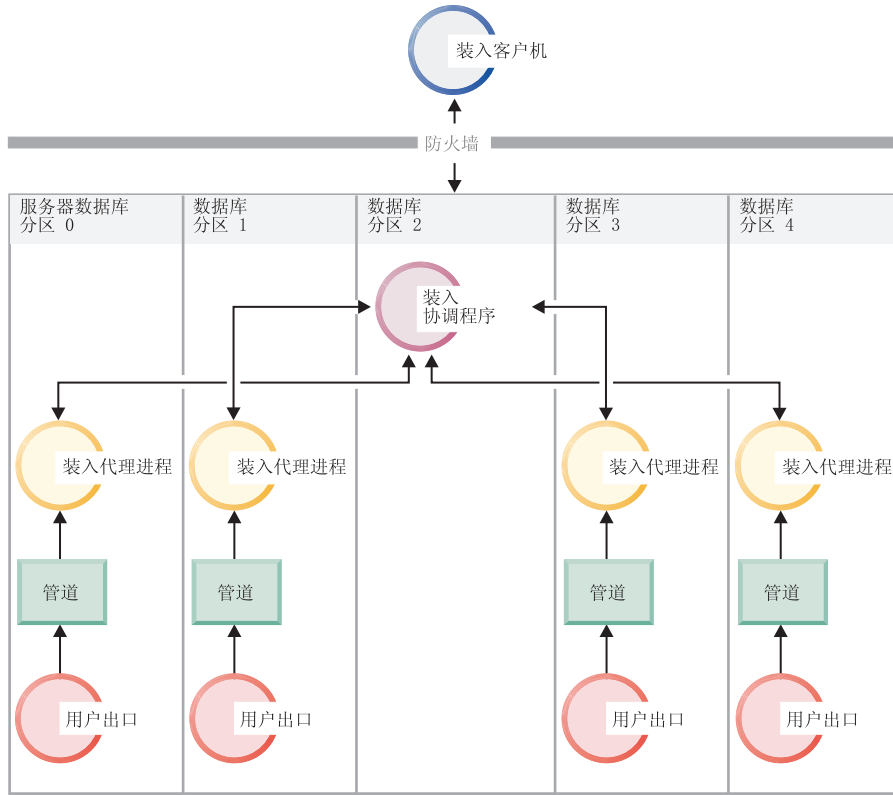 装入客户机
防火墙
服务器数据库
分区 0
数据库
分区 1
数据库
分区 2
数据库
分区 3
数据库
分区 4
装入
协调程序
装入代理进程
装入代理进程
装入代理进程
装入代理进程
管道
管道
管道
管道
用户出口
用户出口
用户出口
用户出口